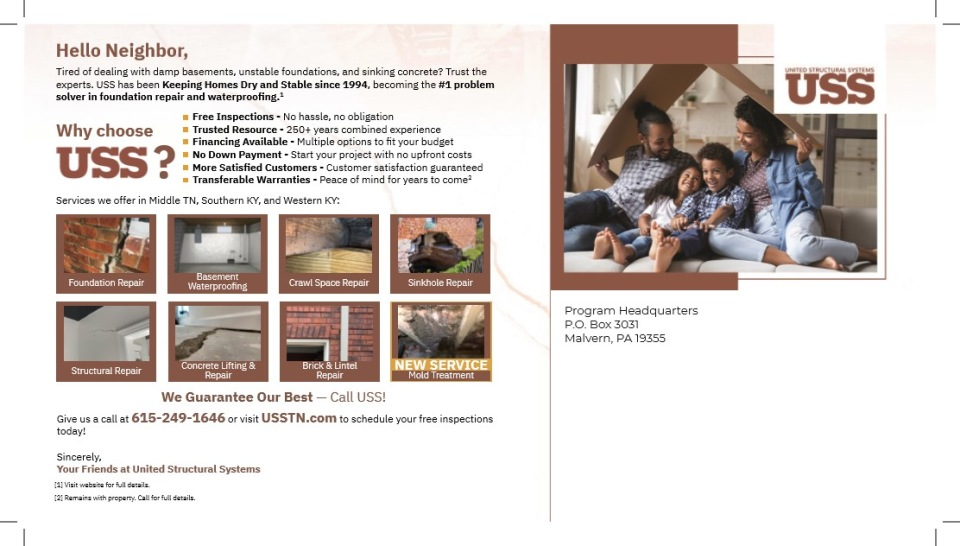 Hello Neighbor,
Tired of dealing with damp basements, unstable foundations, and sinking concrete? Trust the
experts. USS has been Keeping Homes Dry and Stable since 1994, becoming the #1 problem
solver in foundation repair and waterproofing.¹
Why choose
USS?
Free Inspections - No hassle, no obligation
Trusted Resource - 250+ years combined experience
Financing Available - Multiple options to fit your budget
No Down Payment - Start your project with no upfront costs
More Satisfied Customers - Customer satisfaction guaranteed
Transferable Warranties - Peace of mind for years to come²
Services we offer in Middle TN, Southern KY, and Western KY:
Foundation Repair
Basement
Waterproofing
Crawl Space Repair
Sinkhole Repair
Structural Repair
Concrete Lifting &
Repair
Brick & Lintel
Repair
NEW SERVICE
Mold Treatment
We Guarantee Our Best — Call USS!
Give us a call at 615-249-1646 or visit USSTN.com to schedule your free inspections
today!
Sincerely,
Your Friends at United Structural Systems
[1] Visit website for full details.
[2] Remains with property. Call for full details.
UNITED STRUCTURAL SYSTEMS
USS
Program Headquarters
P.O. Box 3031
Malvern, PA 19355